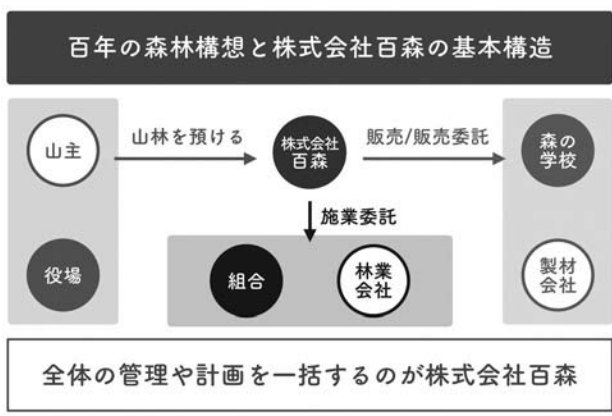 百年の森林構想と株式会社百森の基本構造
山主
山林を預ける
株式会社
百森
販売/販売委託
森の
学校
施業委託
役場
組合
林業
会社
製材
会社
全体の管理や計画を一括するのが株式会社百森